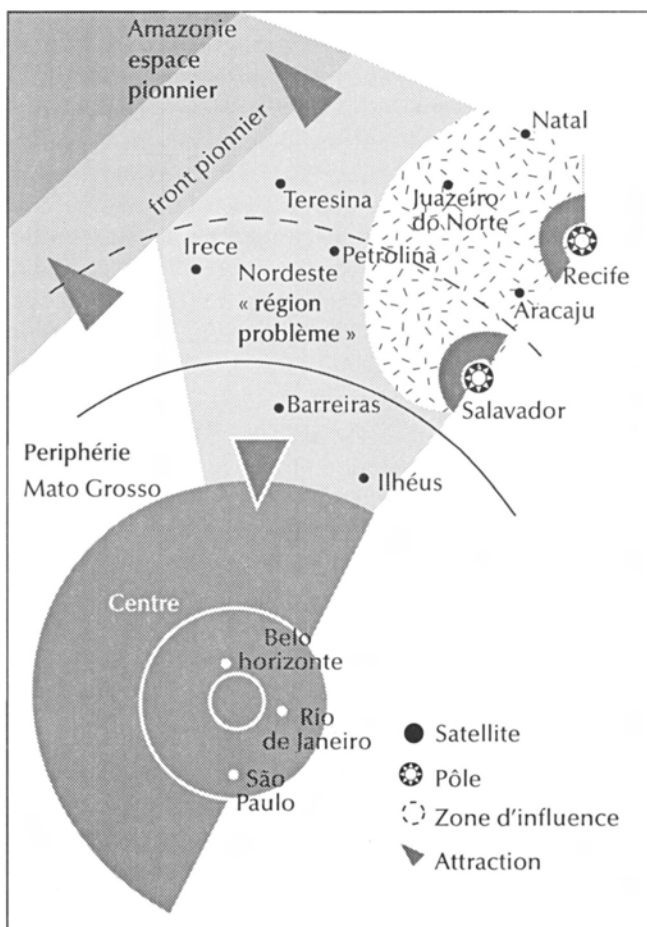 Amazonie
espace
pionnier
front pionnier
Natal
Teresina
Juazeiro
do Norte
Irece
Petrolina
Recife
Nordeste
« région
problème »
Aracaju
Salavador
Barreiras
Periphérie
Mato Grosso
Ilhéus
Centre
Belo
horizonte
Rio
de Janeiro
São
Paulo
Satellite
Pôle
Zone d'influence
Attraction